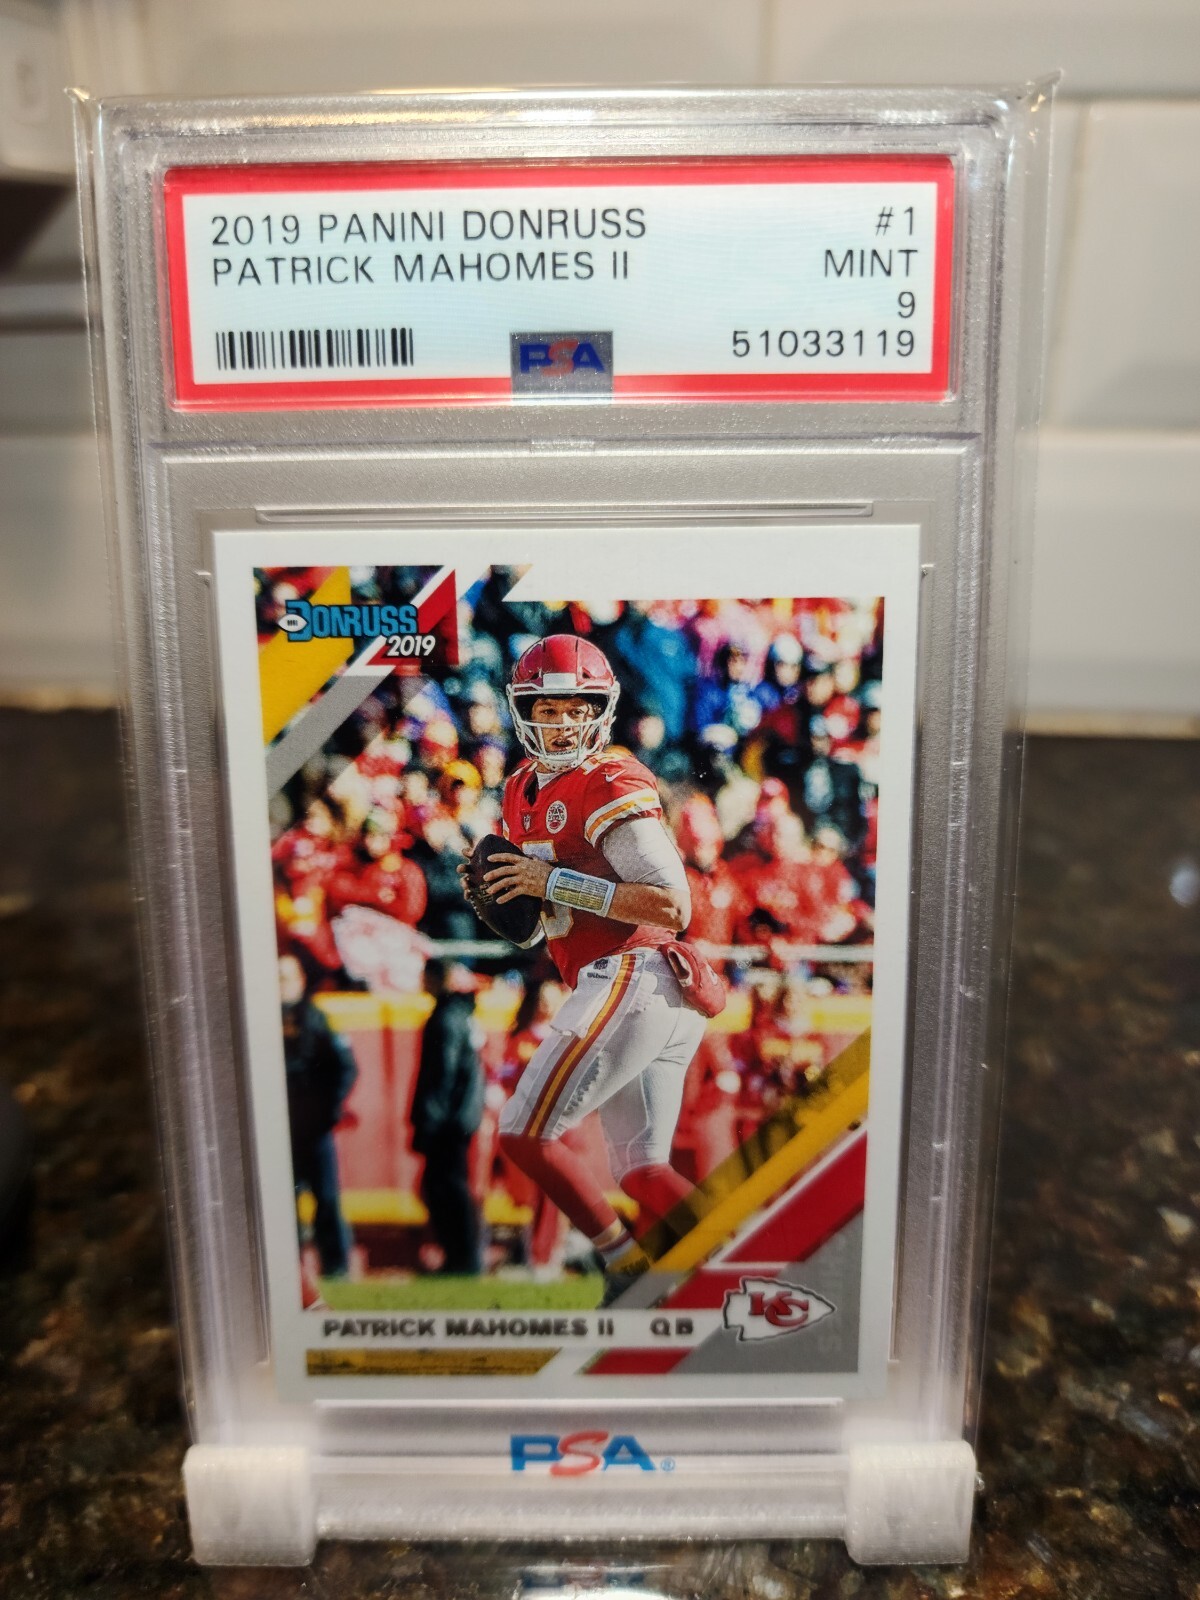 2019 PANINI DONRUSS #1
PATRICK MAHOMES II MINT
9
51033119
PSA
DONRUSS
2019
PATRICK MAHOMES II QB
KC
PSA®